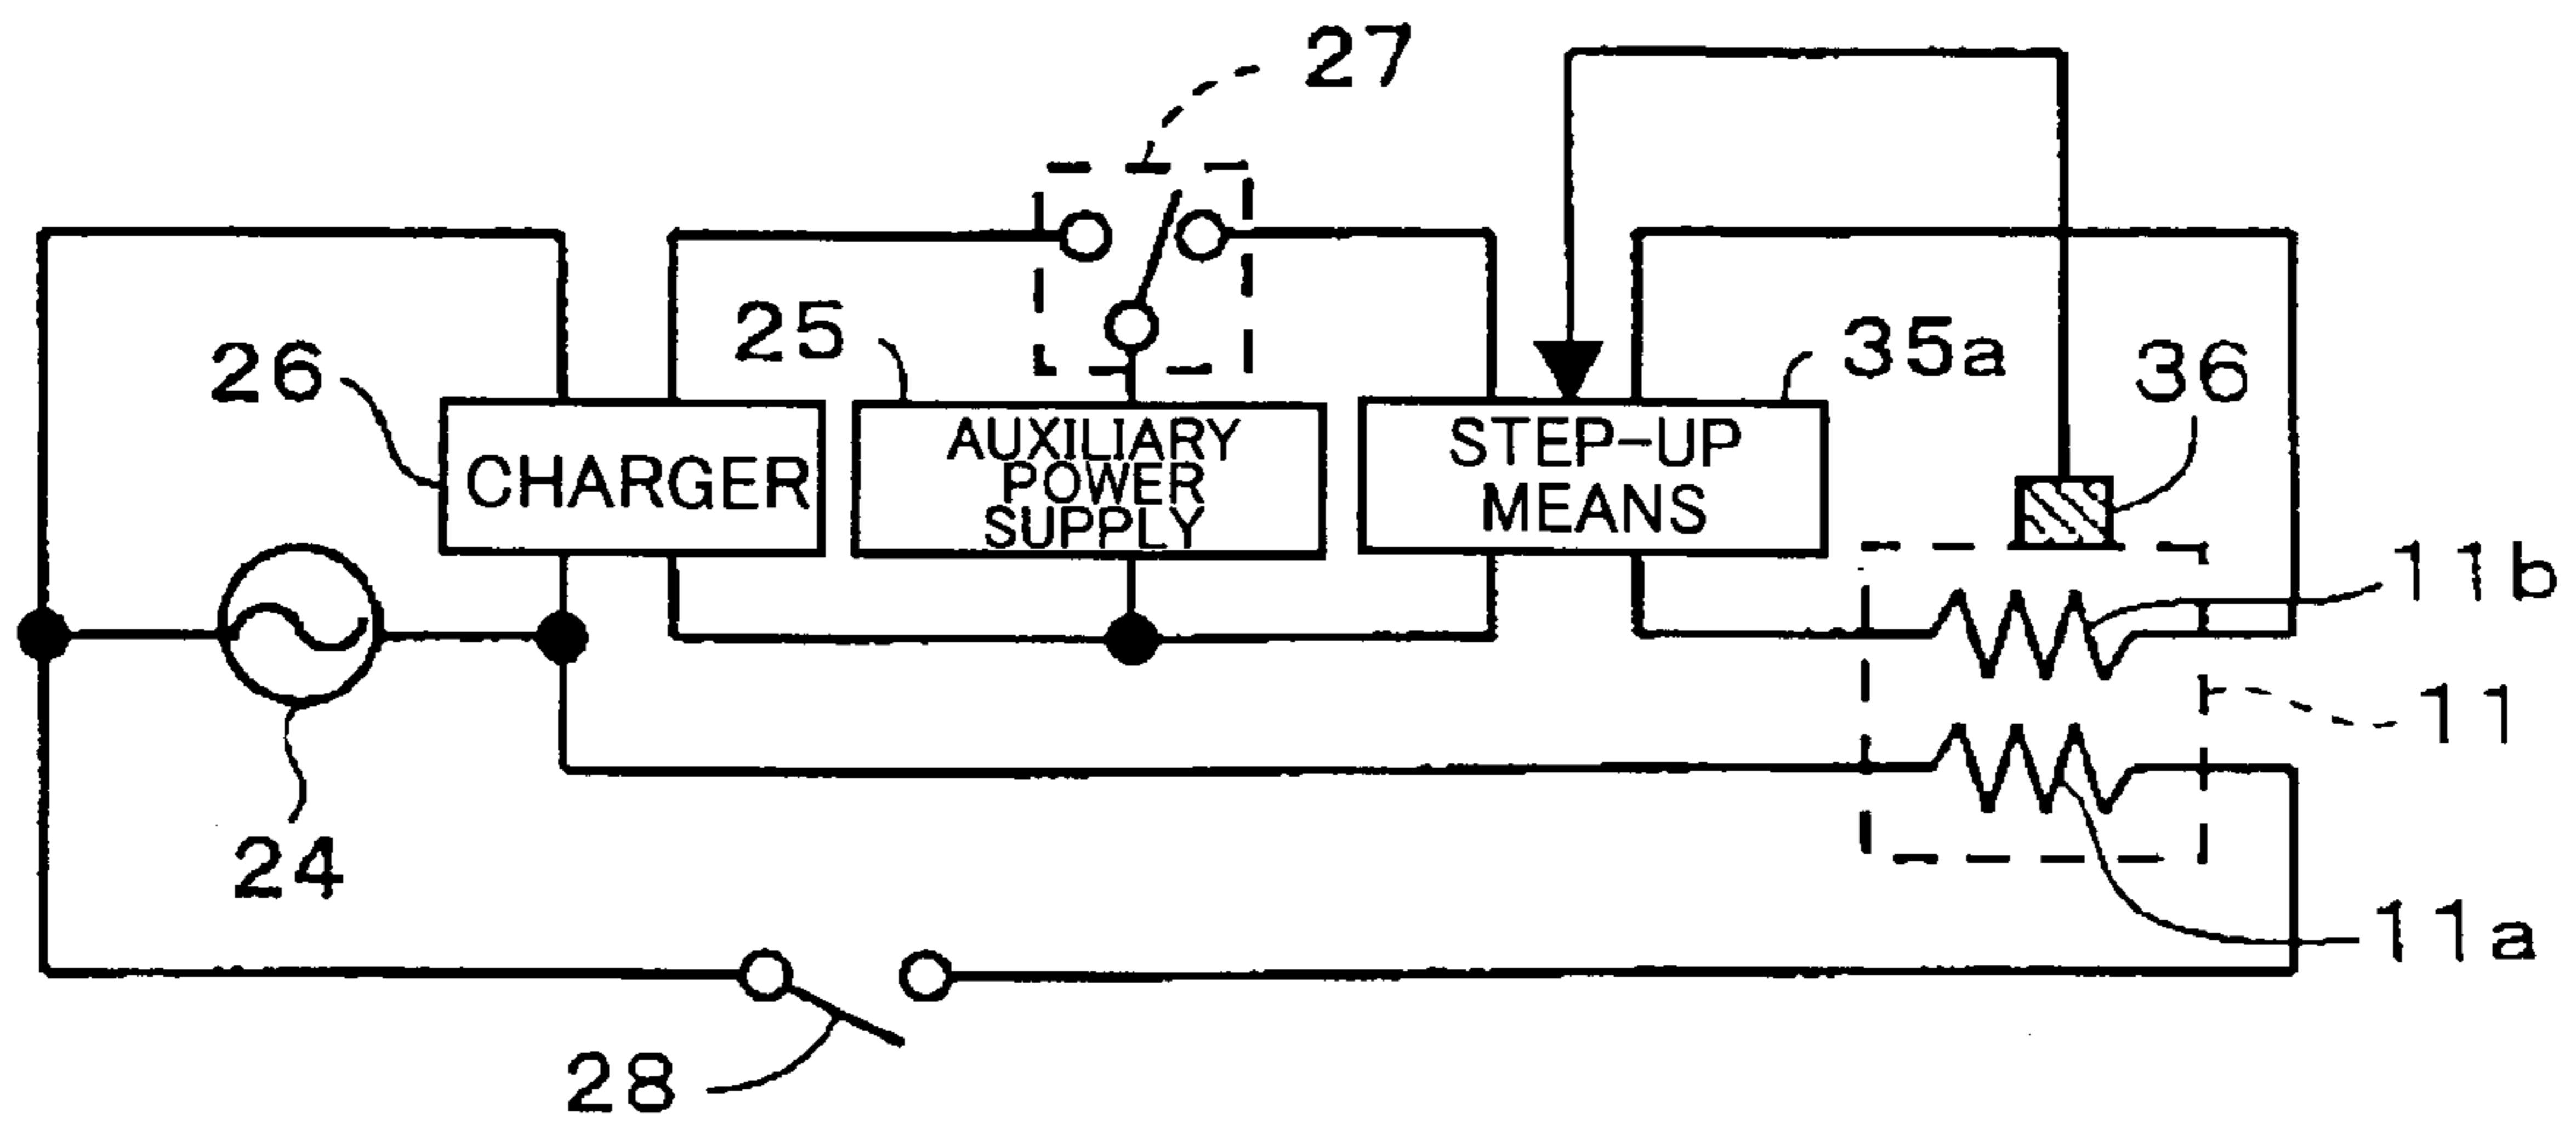 27
25
35a
26
36
CHARGER
AUXILIARY
POWER
SUPPLY
STEP-UP
MEANS
11b
11
24
11a
28